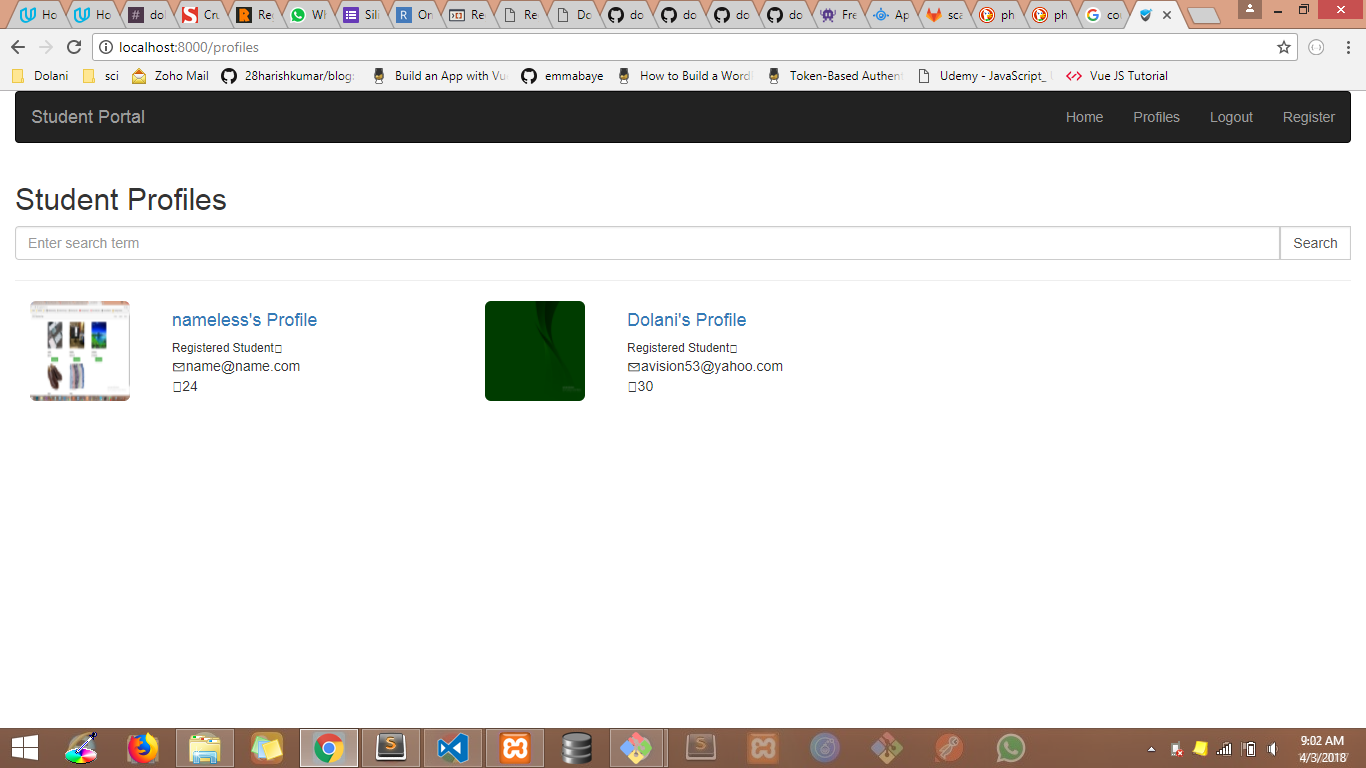 Ho
Ho
do
Cru
Re
Wh
Sili
R
On
Re
Re
Do
do
do
do
do
Fre
Ap
sca
ph
ph
co
localhost:8000/profiles
Dolani
sci
Zoho Mail
28harishkumar/blog
Build an App with Vu
emmabaye
How to Build a Word
Token-Based Authen
Udemy - JavaScript_
Vue JS Tutorial
Student Portal
Home
Profiles
Logout
Register
Student Profiles
Enter search term
Search
nameless's Profile
Registered Student
name@name.com
24
Dolani's Profile
Registered Student
avision53@yahoo.com
30
9:02 AM
4/3/2018